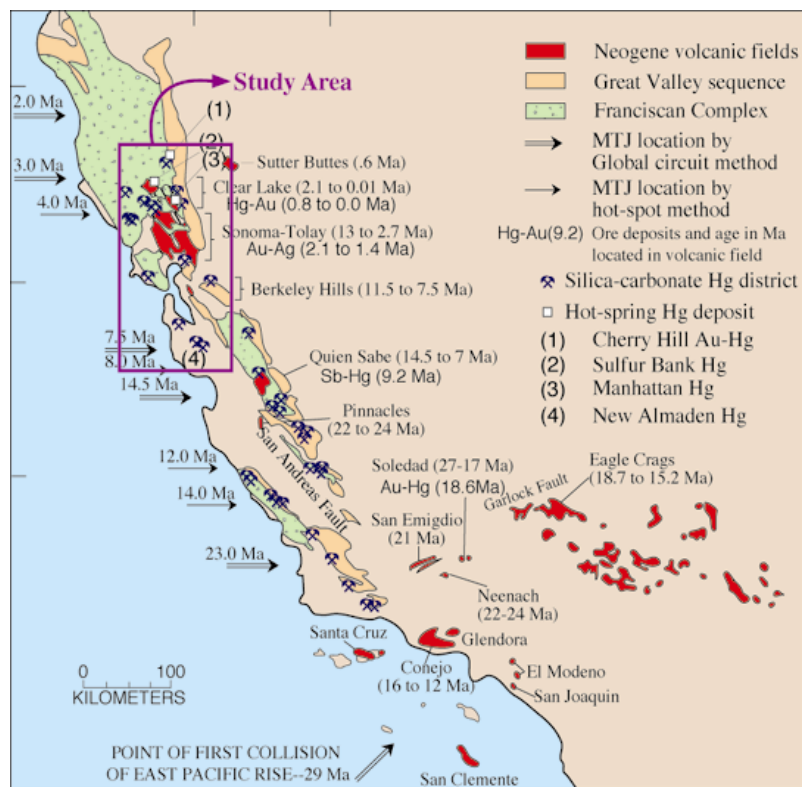 Neogene volcanic fields
Great Valley sequence
Franciscan Complex
MTJ location by
Global circuit method
MTJ location by
hot-spot method
Hg-Au(9.2) Ore deposits and age in Ma
located in volcanic field
Silica-carbonate Hg district
Hot-spring Hg deposit
(1) Cherry Hill Au-Hg
(2) Sulfur Bank Hg
(3) Manhattan Hg
(4) New Almaden Hg
Study Area
(1)
(2)
(3)
2.0 Ma
3.0 Ma
4.0 Ma
Sutter Buttes (.6 Ma)
Clear Lake (2.1 to 0.01 Ma)
Hg-Au (0.8 to 0.0 Ma)
Sonoma-Tolay (13 to 2.7 Ma)
Au-Ag (2.1 to 1.4 Ma)
Berkeley Hills (11.5 to 7.5 Ma)
7.5 Ma
8.0 Ma
(4)
14.5 Ma
Quien Sabe (14.5 to 7 Ma)
Sb-Hg (9.2 Ma)
Pinnacles
(22 to 24 Ma)
San Andreas Fault
12.0 Ma
14.0 Ma
23.0 Ma
Soledad (27-17 Ma)
Au-Hg (18.6Ma)
San Emigdio
(21 Ma)
Garlock Fault
Eagle Crags
(18.7 to 15.2 Ma)
Neenach
(22-24 Ma)
Santa Cruz
Glendora
Conejo
(16 to 12 Ma)
El Modeno
San Joaquin
0 100
KILOMETERS
POINT OF FIRST COLLISION
OF EAST PACIFIC RISE--29 Ma
San Clemente